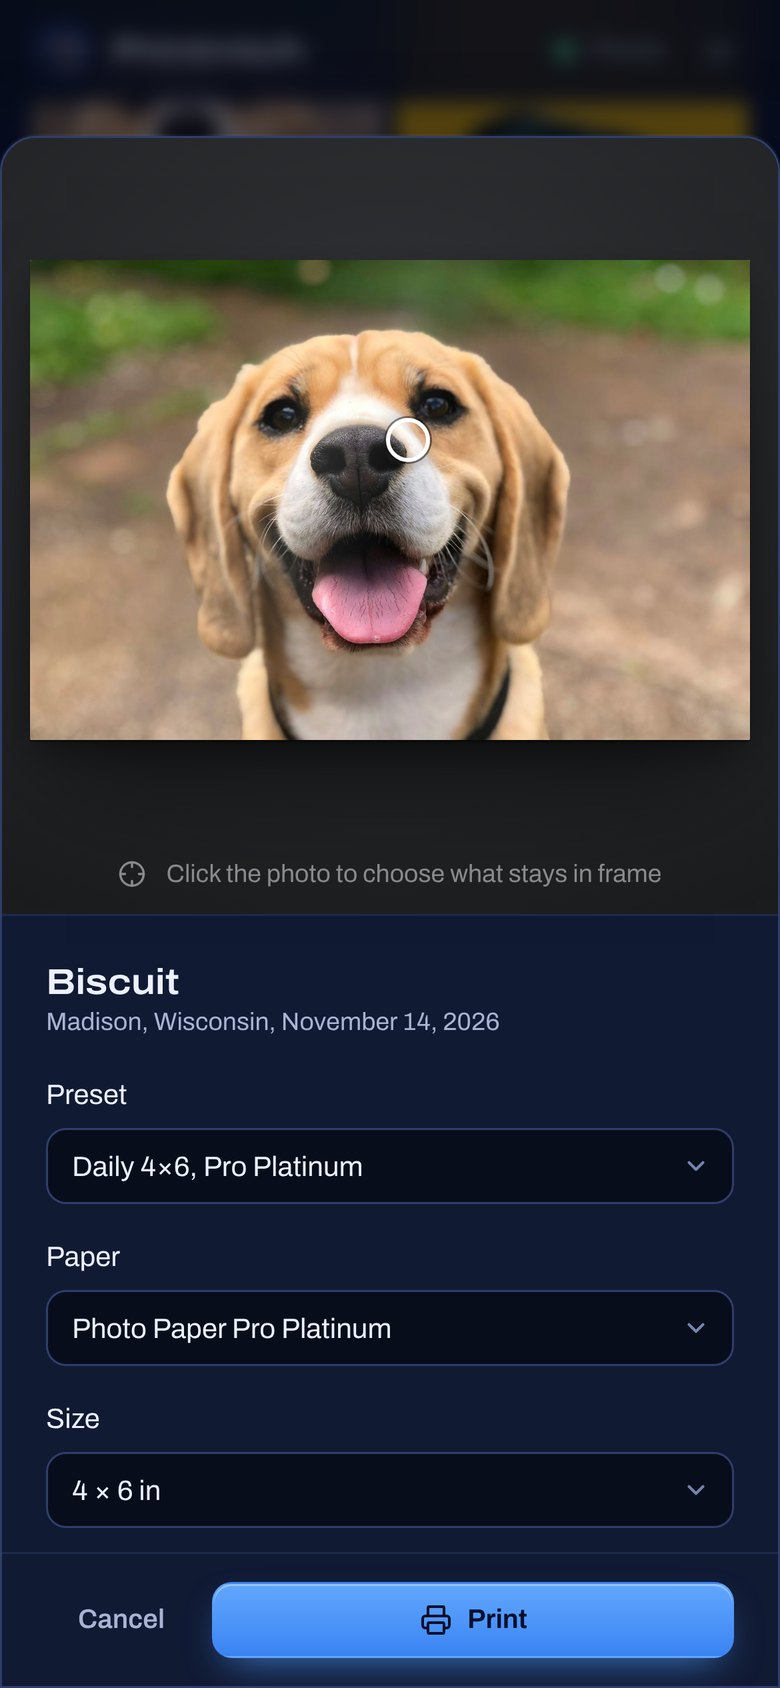 Click the photo to choose what stays in frame
Biscuit
Madison, Wisconsin, November 14, 2026
Preset
Daily 4×6, Pro Platinum
Paper
Photo Paper Pro Platinum
Size
4 × 6 in
Cancel
Print